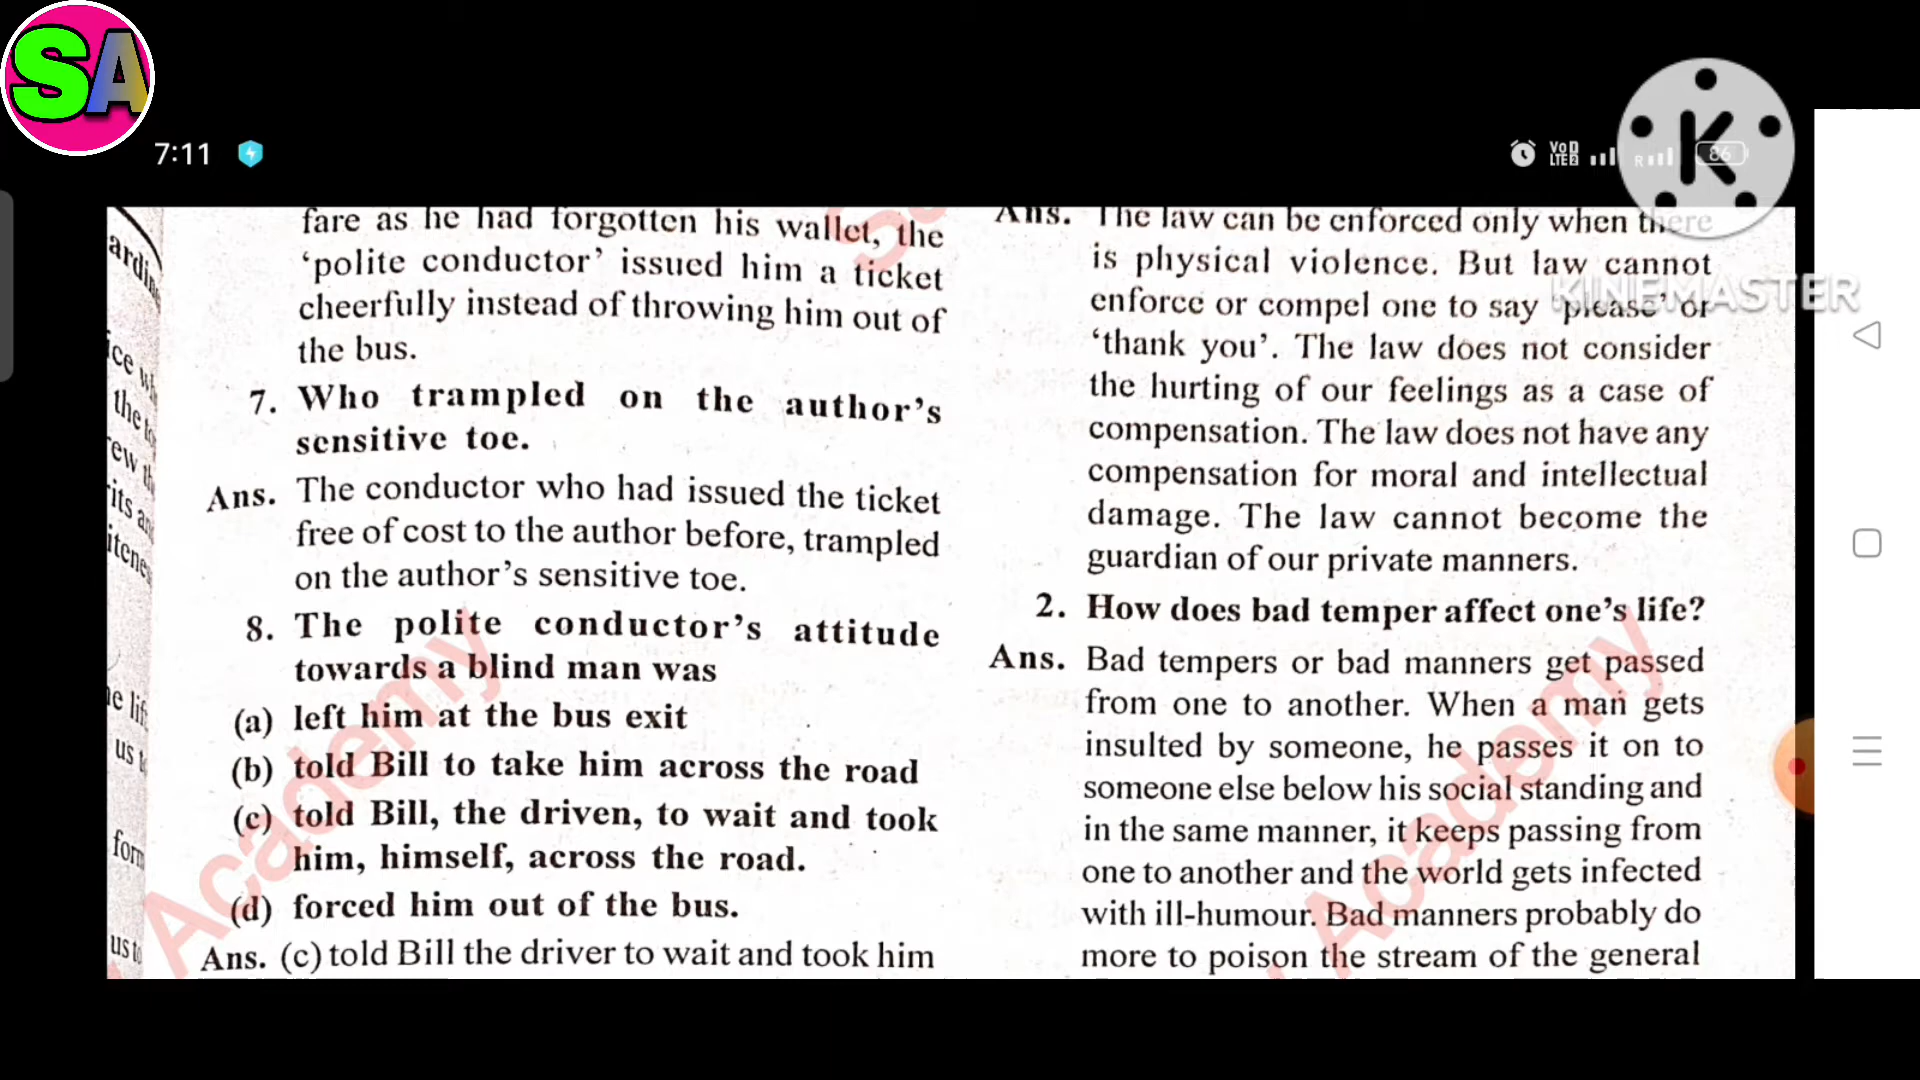 SA
7:11
Vo
LTE2
R
86
K
KINEMASTER
fare as he had forgotten his wallet, the
‘polite conductor’ issued him a ticket
cheerfully instead of throwing him out of
the bus.
7. Who trampled on the author’s
sensitive toe.
Ans. The conductor who had issued the ticket
free of cost to the author before, trampled
on the author’s sensitive toe.
8. The polite conductor’s attitude
towards a blind man was
(a) left him at the bus exit
(b) told Bill to take him across the road
(c) told Bill, the driven, to wait and took
him, himself, across the road.
(d) forced him out of the bus.
Ans. (c) told Bill the driver to wait and took him
Ans. The law can be enforced only when there
is physical violence. But law cannot
enforce or compel one to say ‘please’ or
‘thank you’. The law does not consider
the hurting of our feelings as a case of
compensation. The law does not have any
compensation for moral and intellectual
damage. The law cannot become the
guardian of our private manners.
2. How does bad temper affect one’s life?
Ans. Bad tempers or bad manners get passed
from one to another. When a man gets
insulted by someone, he passes it on to
someone else below his social standing and
in the same manner, it keeps passing from
one to another and the world gets infected
with ill-humour. Bad manners probably do
more to poison the stream of the general
Academy
Academy